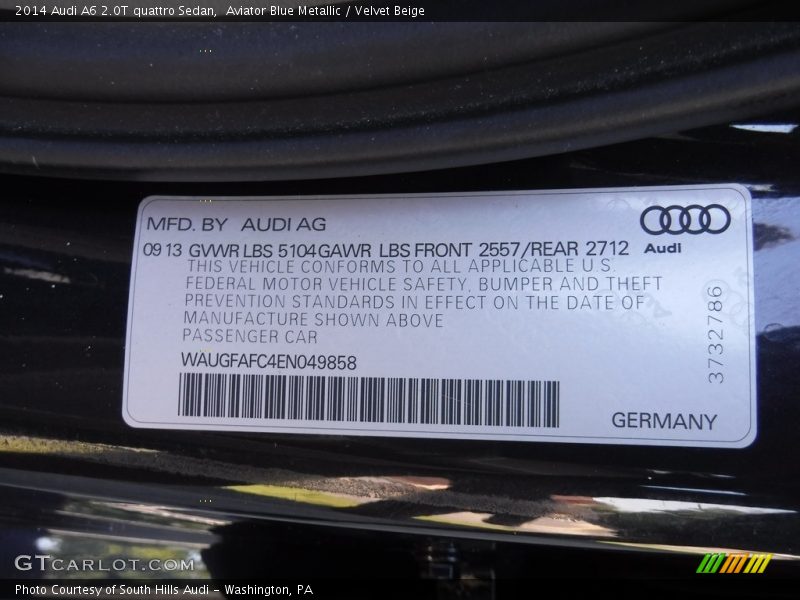 2014 Audi A6 2.0T quattro Sedan,  Aviator Blue Metallic / Velvet Beige
MFD. BY AUDI AG
09 13 GVWR LBS 5104 GAWR LBS FRONT 2557/REAR 2712
Audi
THIS VEHICLE CONFORMS TO ALL APPLICABLE U.S.
FEDERAL MOTOR VEHICLE SAFETY, BUMPER AND THEFT
PREVENTION STANDARDS IN EFFECT ON THE DATE OF
MANUFACTURE SHOWN ABOVE
PASSENGER CAR
WAUGFAFC4EN049858
3732786
GERMANY
GTCARLOT.COM
Photo Courtesy of South Hills Audi - Washington, PA